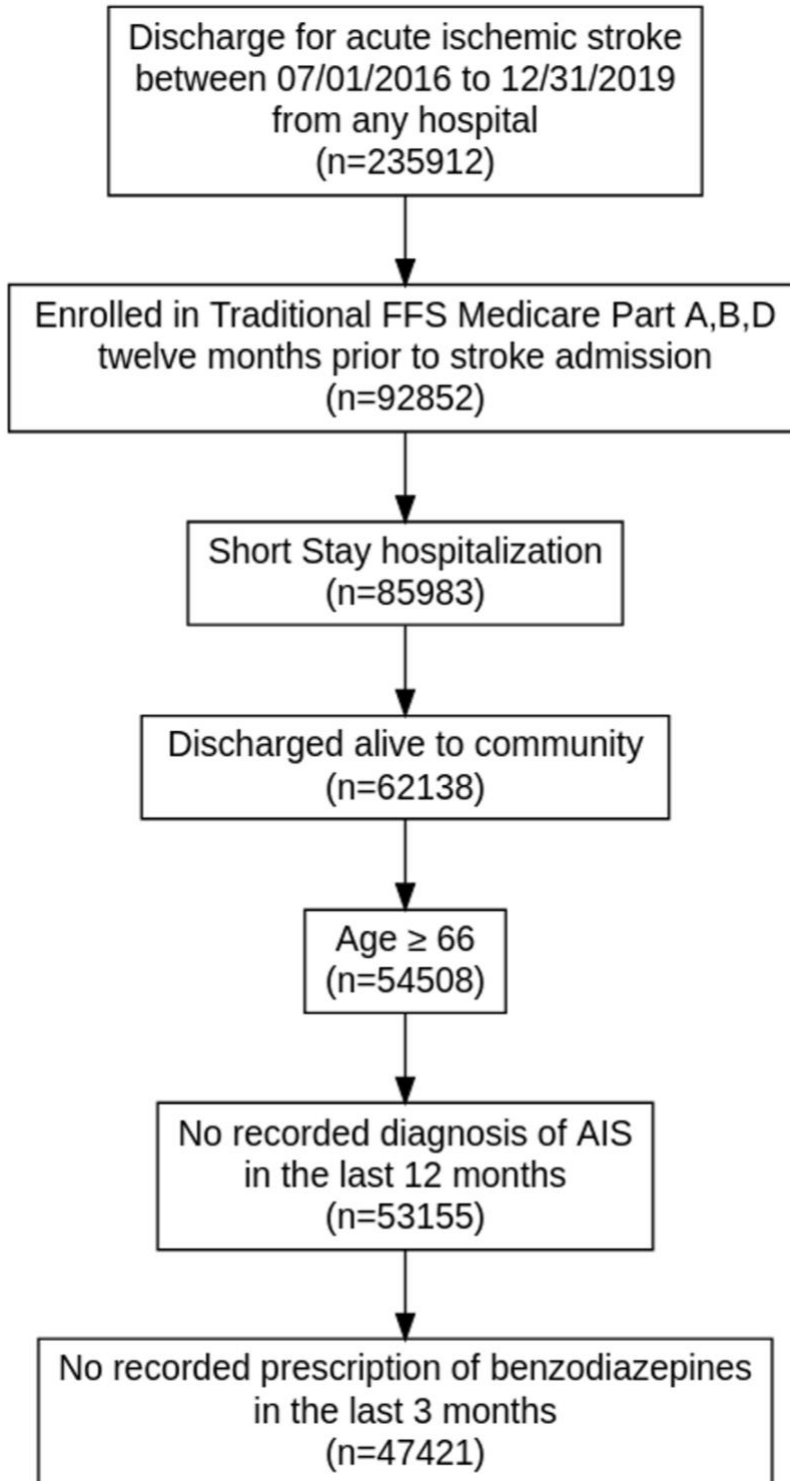 Discharge for acute ischemic stroke
between 07/01/2016 to 12/31/2019
from any hospital
(n=235912)
Enrolled in Traditional FFS Medicare Part A,B,D
twelve months prior to stroke admission
(n=92852)
Short Stay hospitalization
(n=85983)
Discharged alive to community
(n=62138)
Age ≥ 66
(n=54508)
No recorded diagnosis of AIS
in the last 12 months
(n=53155)
No recorded prescription of benzodiazepines
in the last 3 months
(n=47421)